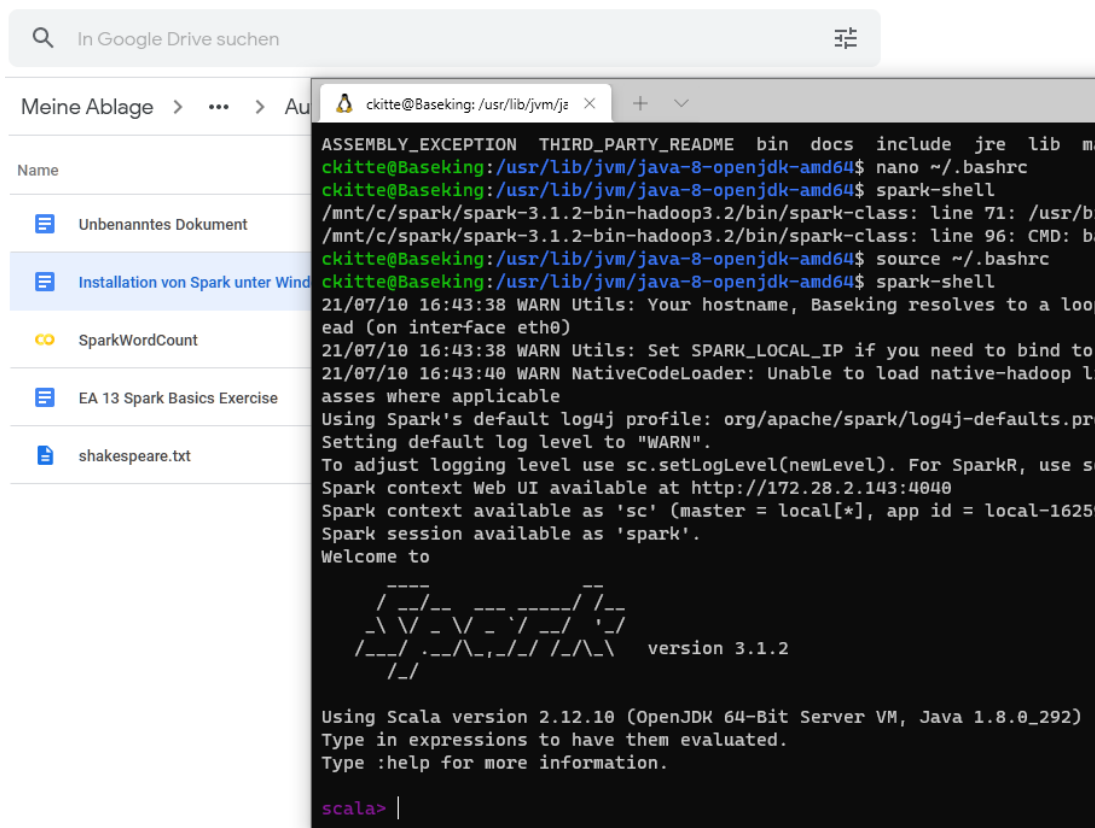 In Google Drive suchen
Meine Ablage > ••• > Au
Name
Unbenanntes Dokument
Installation von Spark unter Wind
SparkWordCount
EA 13 Spark Basics Exercise
shakespeare.txt
ckitte@Baseking: /usr/lib/jvm/ja
ASSEMBLY_EXCEPTION THIRD_PARTY_README bin docs include jre lib ma
ckitte@Baseking:/usr/lib/jvm/java-8-openjdk-amd64$ nano ~/.bashrc
ckitte@Baseking:/usr/lib/jvm/java-8-openjdk-amd64$ spark-shell
/mnt/c/spark/spark-3.1.2-bin-hadoop3.2/bin/spark-class: line 71: /usr/b
/mnt/c/spark/spark-3.1.2-bin-hadoop3.2/bin/spark-class: line 96: CMD: ba
ckitte@Baseking:/usr/lib/jvm/java-8-openjdk-amd64$ source ~/.bashrc
ckitte@Baseking:/usr/lib/jvm/java-8-openjdk-amd64$ spark-shell
21/07/10 16:43:38 WARN Utils: Your hostname, Baseking resolves to a loop
ead (on interface eth0)
21/07/10 16:43:38 WARN Utils: Set SPARK_LOCAL_IP if you need to bind to
21/07/10 16:43:40 WARN NativeCodeLoader: Unable to load native-hadoop li
asses where applicable
Using Spark's default log4j profile: org/apache/spark/log4j-defaults.pro
Setting default log level to "WARN".
To adjust logging level use sc.setLogLevel(newLevel). For SparkR, use se
Spark context Web UI available at http://172.28.2.143:4040
Spark context available as 'sc' (master = local[*], app id = local-16259
Spark session available as 'spark'.
Welcome to
Spark version 3.1.2
Using Scala version 2.12.10 (OpenJDK 64-Bit Server VM, Java 1.8.0_292)
Type in expressions to have them evaluated.
Type :help for more information.
scala>